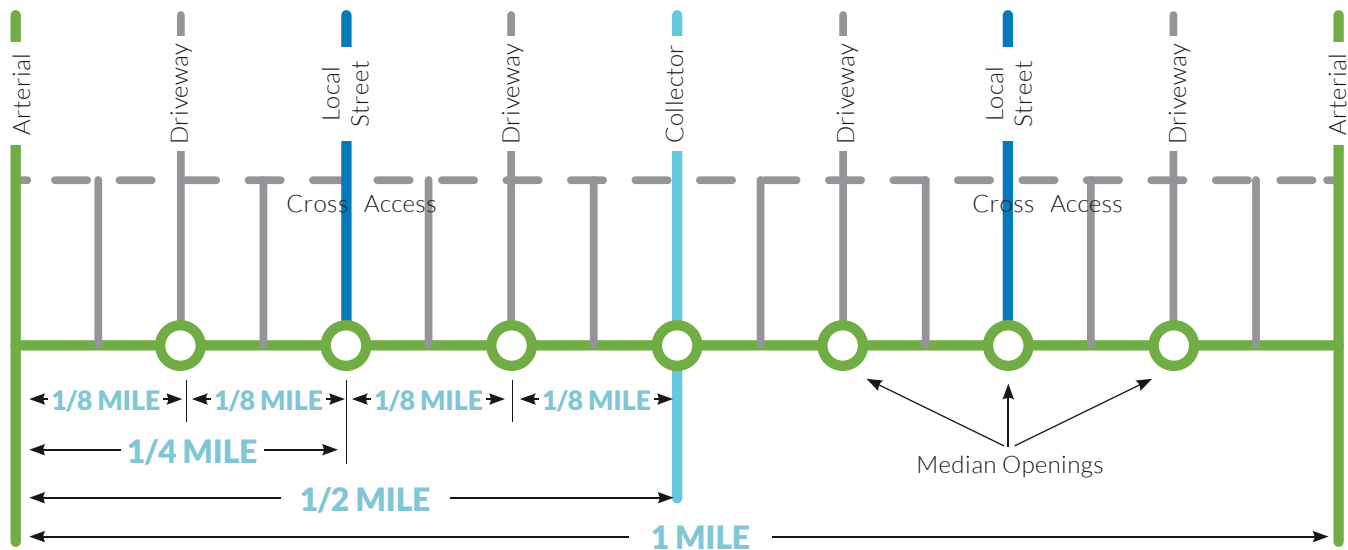 Arterial
Driveway
Local
Street
Driveway
Collector
Driveway
Local
Street
Driveway
Arterial
Cross Access
Cross Access
1/8 MILE
1/8 MILE
1/8 MILE
1/8 MILE
1/4 MILE
Median Openings
1/2 MILE
1 MILE